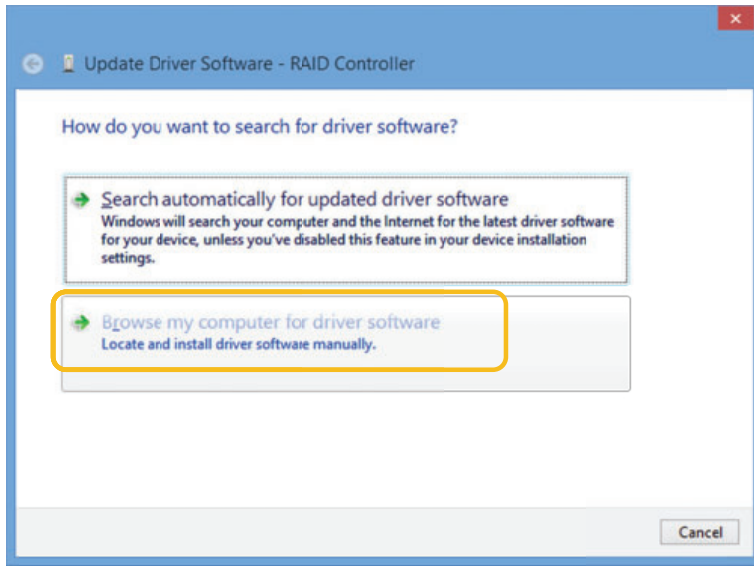 Update Driver Software - RAID Controller
How do you want to search for driver software?
Search automatically for updated driver software
Windows will search your computer and the Internet for the latest driver software
for your device, unless you've disabled this feature in your device installation
settings.
Browse my computer for driver software
Locate and install driver software manually.
Cancel